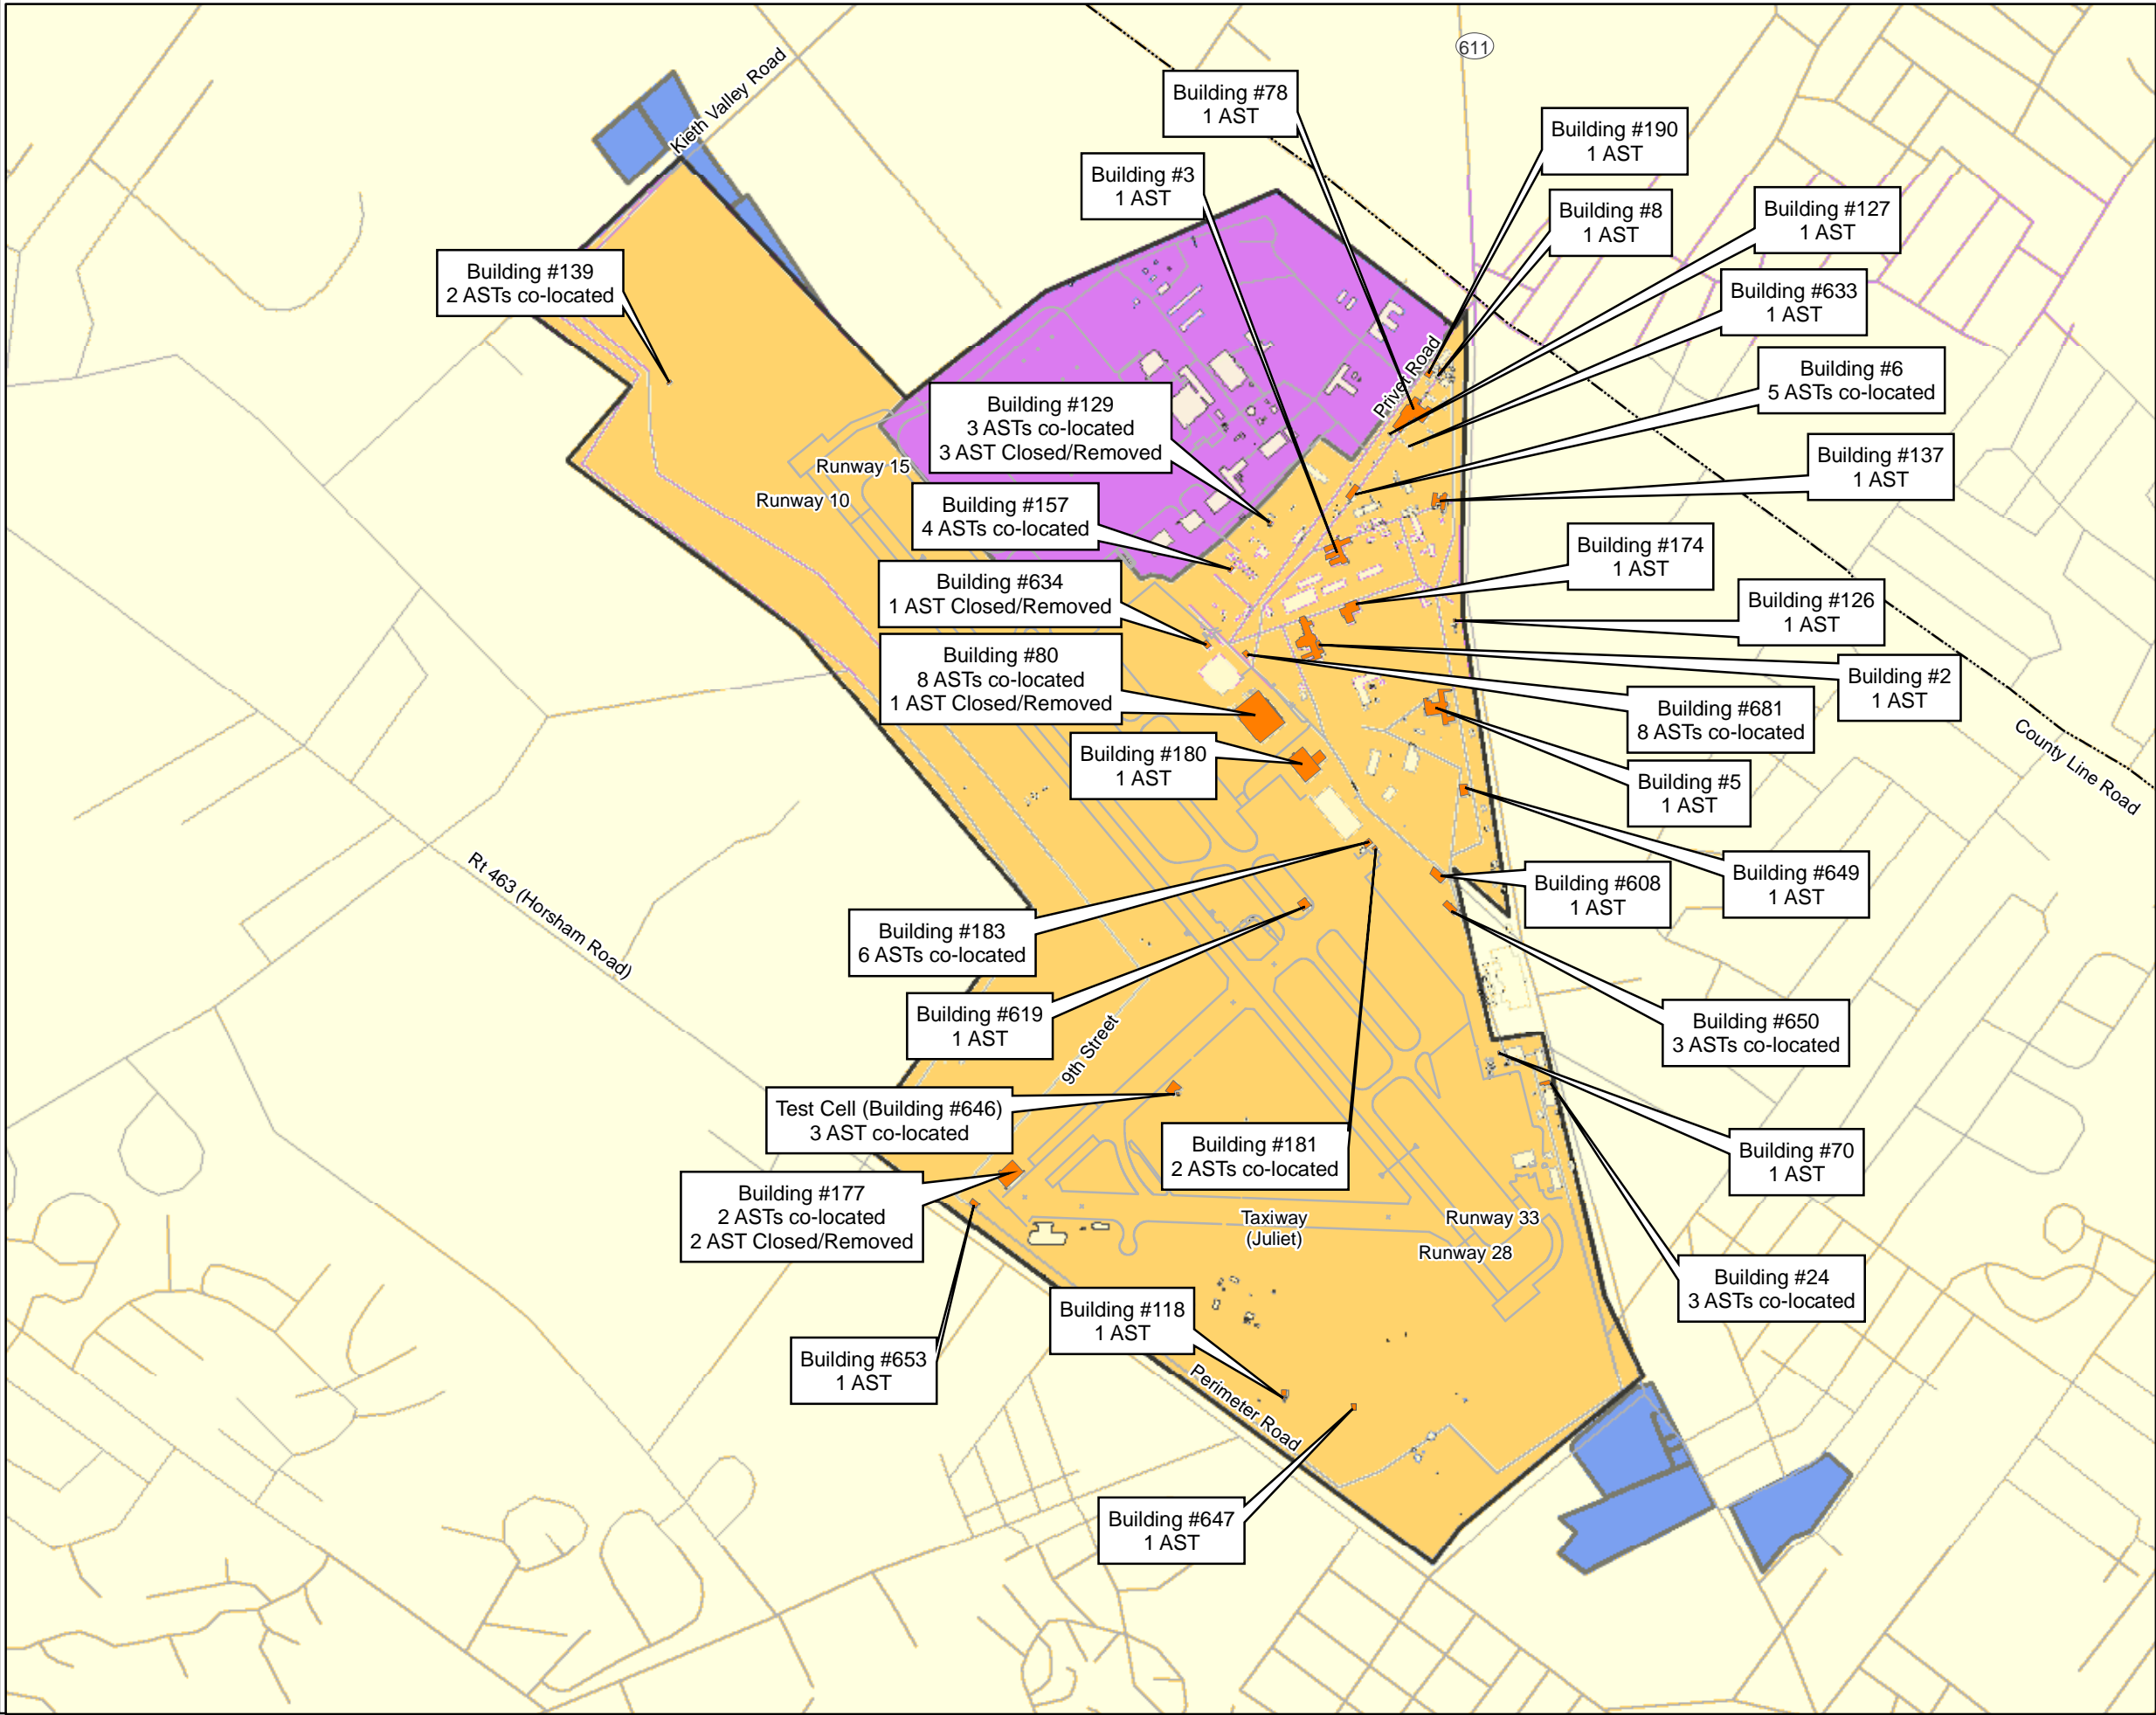 611
Kieth Valley Road
Building #78
1 AST
Building #190
1 AST
Building #3
1 AST
Building #8
1 AST
Building #127
1 AST
Building #139
2 ASTs co-located
Building #633
1 AST
Privet Road
Building #6
5 ASTs co-located
Building #129
3 ASTs co-located
3 AST Closed/Removed
Building #137
1 AST
Runway 15
Runway 10
Building #157
4 ASTs co-located
Building #174
1 AST
Building #634
1 AST Closed/Removed
Building #126
1 AST
Building #80
8 ASTs co-located
1 AST Closed/Removed
Building #2
1 AST
Building #681
8 ASTs co-located
County Line Road
Building #180
1 AST
Building #5
1 AST
Rt 463 (Horsham Road)
Building #649
1 AST
Building #608
1 AST
Building #183
6 ASTs co-located
Building #619
1 AST
Building #650
3 ASTs co-located
9th Street
Test Cell (Building #646)
3 AST co-located
Building #181
2 ASTs co-located
Building #70
1 AST
Building #177
2 ASTs co-located
2 AST Closed/Removed
Taxiway
(Juliet)
Runway 33
Runway 28
Building #24
3 ASTs co-located
Building #118
1 AST
Building #653
1 AST
Perimeter Road
Building #647
1 AST